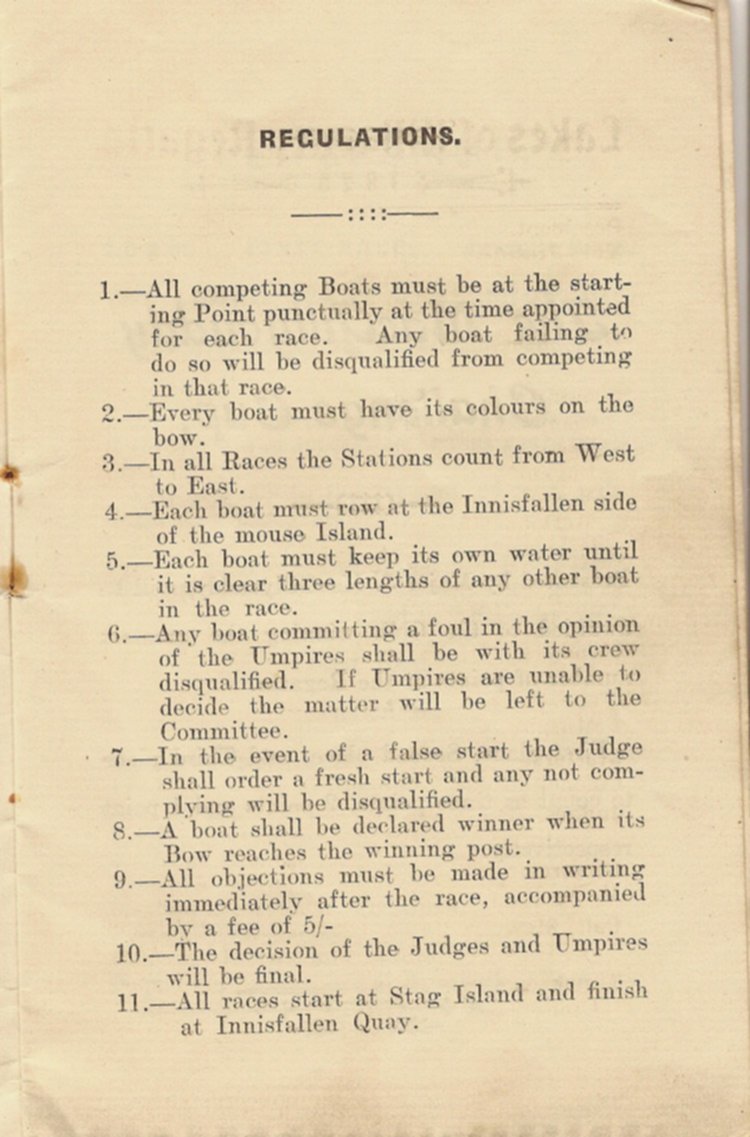 REGULATIONS.
1.—All competing Boats must be at the start-
ing Point punctually at the time appointed
for each race. Any boat failing to
do so will be disqualified from competing
in that race.
2.—Every boat must have its colours on the
bow.
3.—In all Races the Stations count from West
to East.
4.—Each boat must row at the Innisfallen side
of the mouse Island.
5.—Each boat must keep its own water until
it is clear three lengths of any other boat
in the race.
6.—Any boat committing a foul in the opinion
of the Umpires shall be with its crew
disqualified. If Umpires are unable to
decide the matter will be left to the
Committee.
7.—In the event of a false start the Judge
shall order a fresh start and any not com-
plying will be disqualified.
8.—A boat shall be declared winner when its
Bow reaches the winning post.
9.—All objections must be made in writing
immediately after the race, accompanied
by a fee of 5/-
10.—The decision of the Judges and Umpires
will be final.
11.—All races start at Stag Island and finish
at Innisfallen Quay.